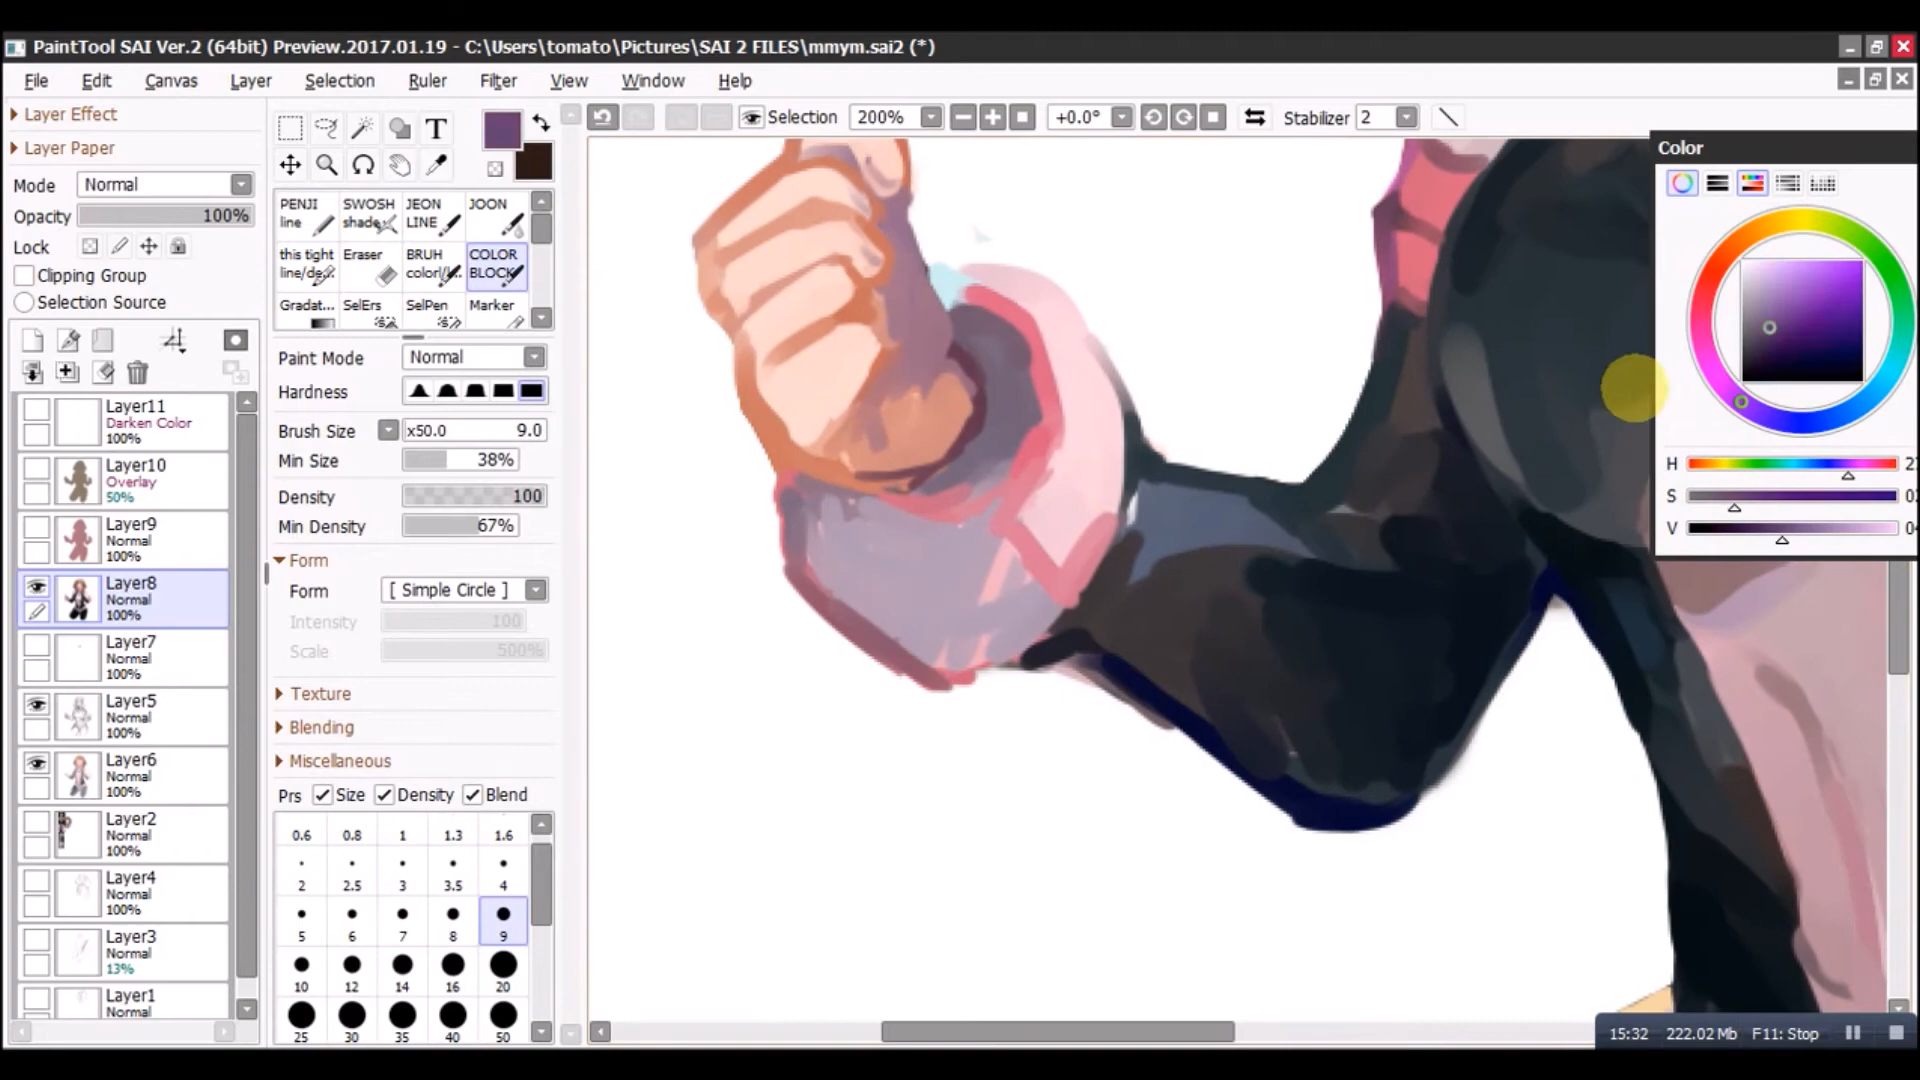 PaintTool SAI Ver.2 (64bit) Preview.2017.01.19 - C:\Users\tomato\Pictures\SAI 2 FILES\mmym.sai2 (*)
File Edit Canvas Layer Selection Ruler Filter View Window Help
Layer Effect
Layer Paper
Mode Normal
Opacity 100%
Lock
Clipping Group
Selection Source
Layer11
Darken Color
100%
Layer10
Overlay
50%
Layer9
Normal
100%
Layer8
Normal
100%
Layer7
Normal
100%
Layer5
Normal
100%
Layer6
Normal
100%
Layer2
Normal
100%
Layer4
Normal
100%
Layer3
Normal
13%
Layer1
Normal
T
PENJI line
SWOSH shade
JEON LINE
JOON
this tight line/de...
Eraser
BRUH color/l
COLOR BLOCK
Gradat...
SelErs
SelPen
Marker
Paint Mode Normal
Hardness
Brush Size x50.0 9.0
Min Size 38%
Density 100
Min Density 67%
Form
Form [ Simple Circle ]
Intensity 100
Scale 500%
Texture
Blending
Miscellaneous
Prs Size Density Blend
0.6 0.8 1 1.3 1.6
2 2.5 3 3.5 4
5 6 7 8 9
10 12 14 16 20
25 30 35 40 50
Selection 200% +0.0° Stabilizer 2
Color
H
S
V
15:32 222.02 Mb F11: Stop